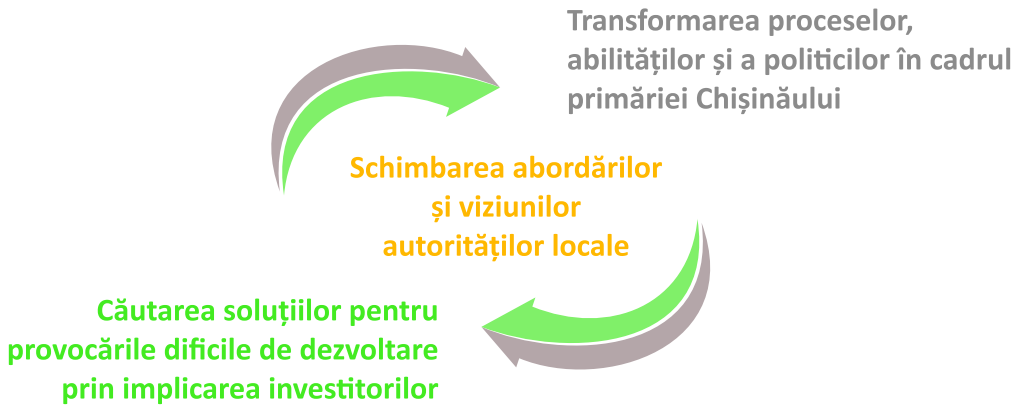 Transformarea proceselor,
abilităților și a politicilor în cadrul
primăriei Chișinăului
Schimbarea abordărilor
și viziunilor
autorităților locale
Căutarea soluțiilor pentru
provocările dificile de dezvoltare
prin implicarea investitorilor